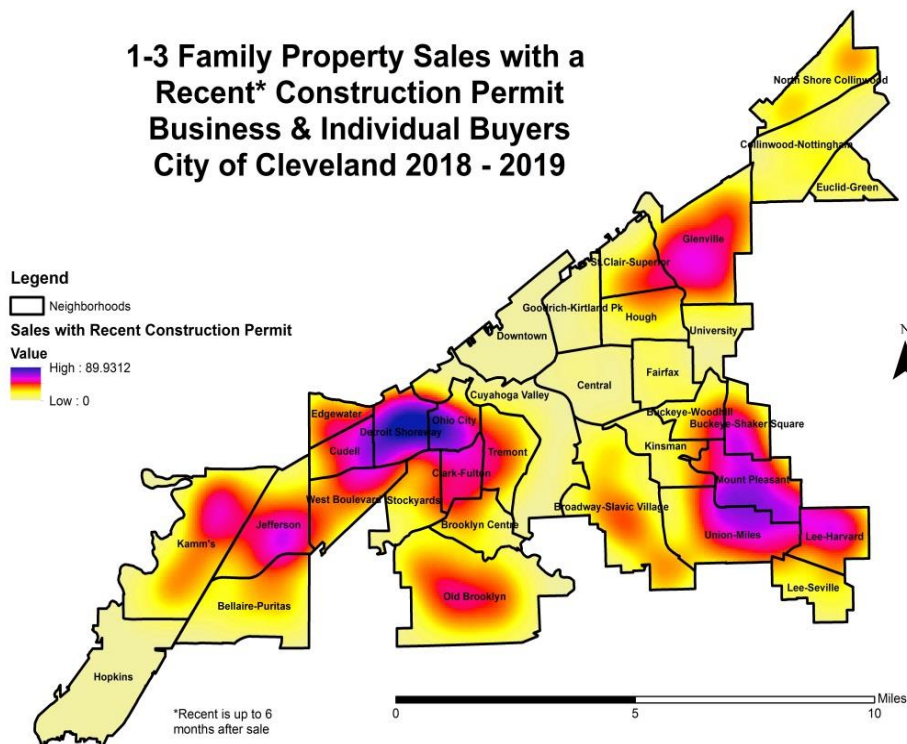 1-3 Family Property Sales with a
Recent* Construction Permit
Business & Individual Buyers
City of Cleveland 2018 - 2019
North Shore Collinwood
Collinwood-Nottingham
Euclid-Green
Glenville
St.Clair-Superior
Legend
Neighborhoods
Goodrich-Kirtland Pk
Hough
University
Downtown
Sales with Recent Construction Permit
Value
High : 89.9312
Low : 0
N
Fairfax
Central
Cuyahoga Valley
Edgewater
Ohio City
Buckeye-Woodhill
Buckeye-Shaker Square
Detroit Shoreway
Cudell
Tremont
Kinsman
Clark-Fulton
Mount Pleasant
West Boulevard
Stockyards
Broadway-Slavic Village
Jefferson
Brooklyn Centre
Kamm's
Union-Miles
Lee-Harvard
Lee-Seville
Old Brooklyn
Bellaire-Puritas
Hopkins
Miles
*Recent is up to 6
months after sale
0 5 10